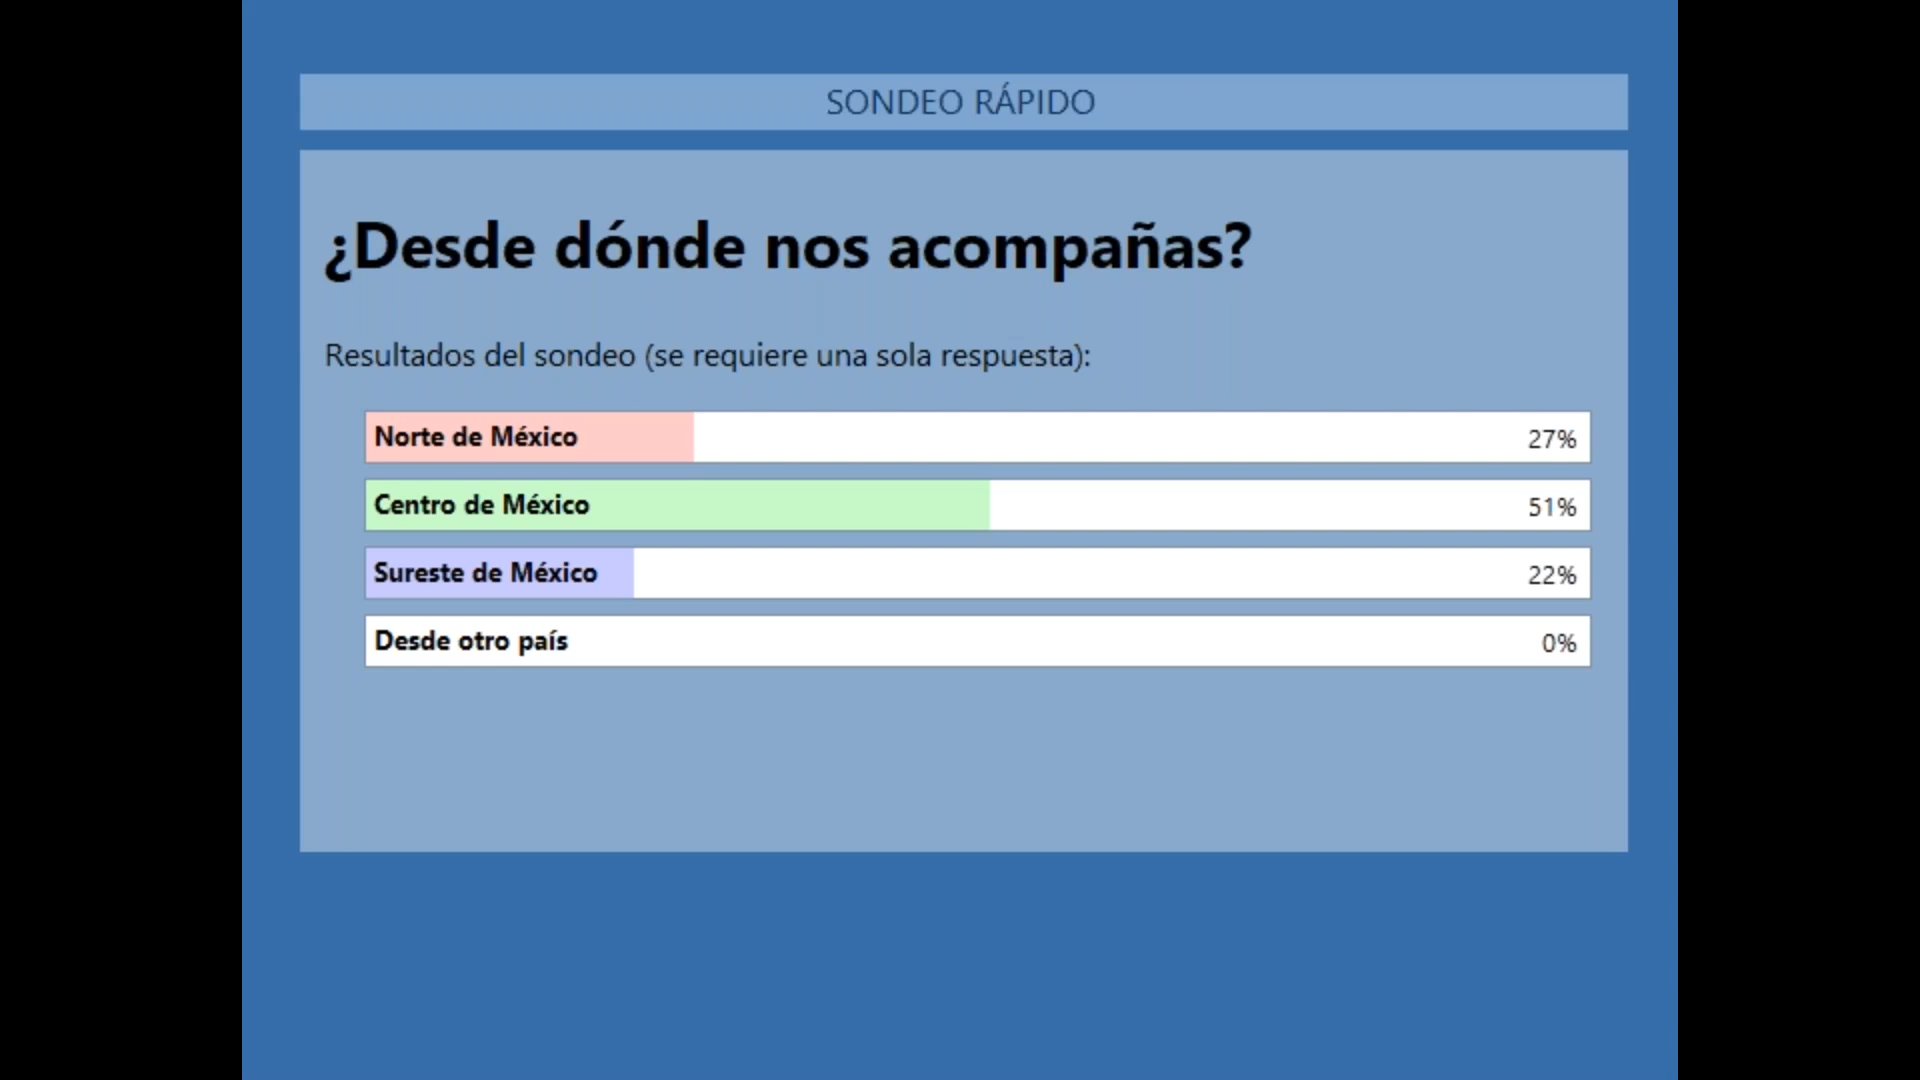 SONDEO RÁPIDO
¿Desde dónde nos acompañas?
Resultados del sondeo (se requiere una sola respuesta):
Norte de México 27%
Centro de México 51%
Sureste de México 22%
Desde otro país 0%